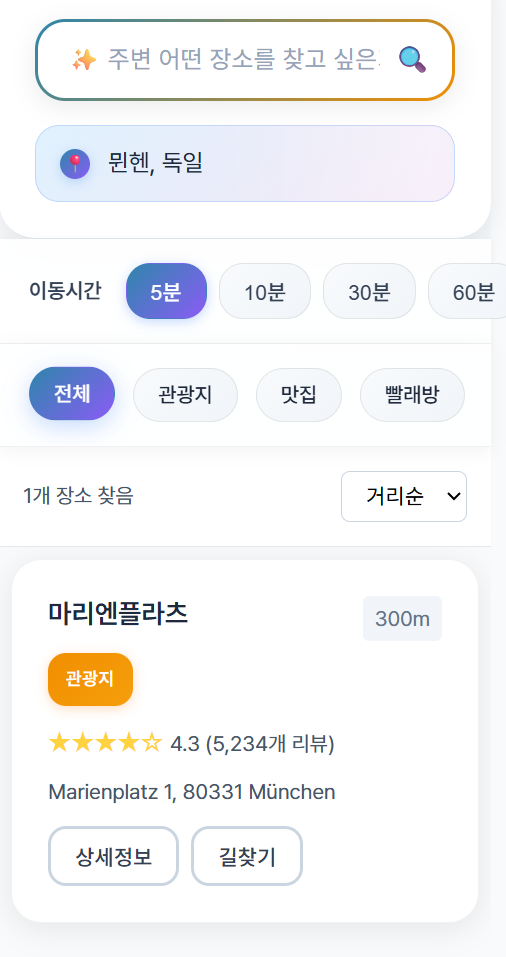 주변 어떤 장소를 찾고 싶은
뮌헨, 독일
이동시간 5분 10분 30분 60분
전체 관광지 맛집 빨래방
1개 장소 찾음 거리순
마리엔플라츠 300m
관광지
★★★★☆ 4.3 (5,234개 리뷰)
Marienplatz 1, 80331 München
상세정보 길찾기